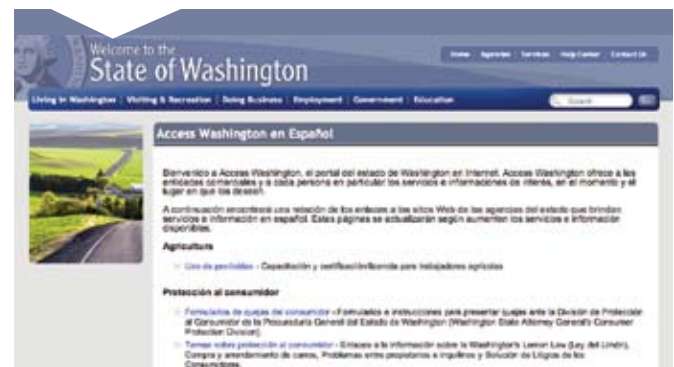 Welcome to the
State of Washington
Home Agencies Services Help Center Contact Us
Living in Washington | Visiting & Recreation | Doing Business | Employment | Government | Education
Search
Access Washington en Español
Bienvenido a Access Washington, el portal del estado de Washington en Internet. Access Washington ofrece a las
entidades comerciales y a cada persona en particular los servicios e informaciones de interés, en el momento y el
lugar en que los deseen.
A continuación encontrará una relación de los enlaces a los sitios Web de las agencias del estado que brindan
servicios e información en español. Estas páginas se actualizarán según aumenten los servicios e información
disponibles.
Agricultura
Uso de pesticidas - Capacitación y certificación/licencia para trabajadores agrícolas
Protección al consumidor
Formularios de quejas del consumidor - Formularios e instrucciones para presentar quejas ante la División de Protección
al Consumidor de la Procuraduría General del Estado de Washington (Washington State Attorney General's Consumer
Protection Division).
Temas sobre protección al consumidor - Enlaces a la información sobre la Washington's Lemon Law (Ley del Limón),
Compra y arrendamiento de carros, Problemas entre propietarios e inquilinos y Solución de Litigios de los
Consumidores.